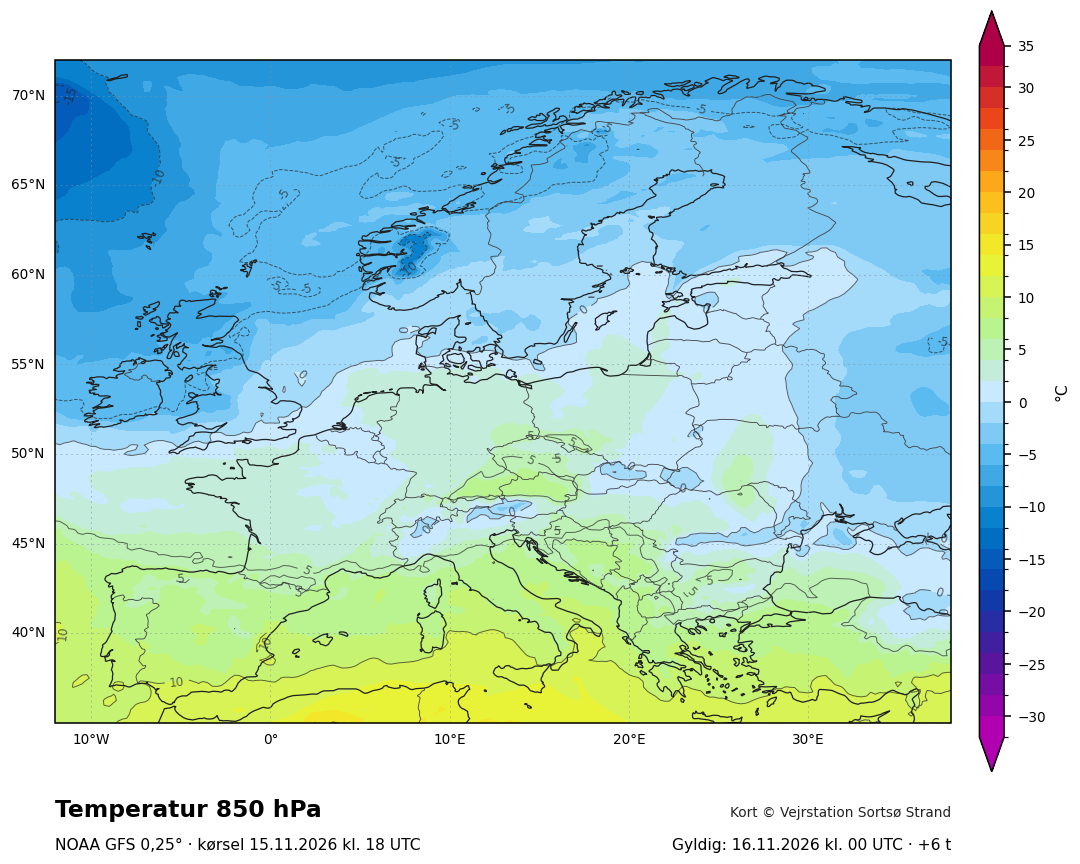 70°N
65°N
60°N
55°N
50°N
45°N
40°N
10°W
0°
10°E
20°E
30°E
35
30
25
20
15
10
5
0
−5
−10
−15
−20
−25
−30
°C
Temperatur 850 hPa
Kort © Vejrstation Sortsø Strand
NOAA GFS 0,25° · kørsel 15.11.2026 kl. 18 UTC
Gyldig: 16.11.2026 kl. 00 UTC · +6 t